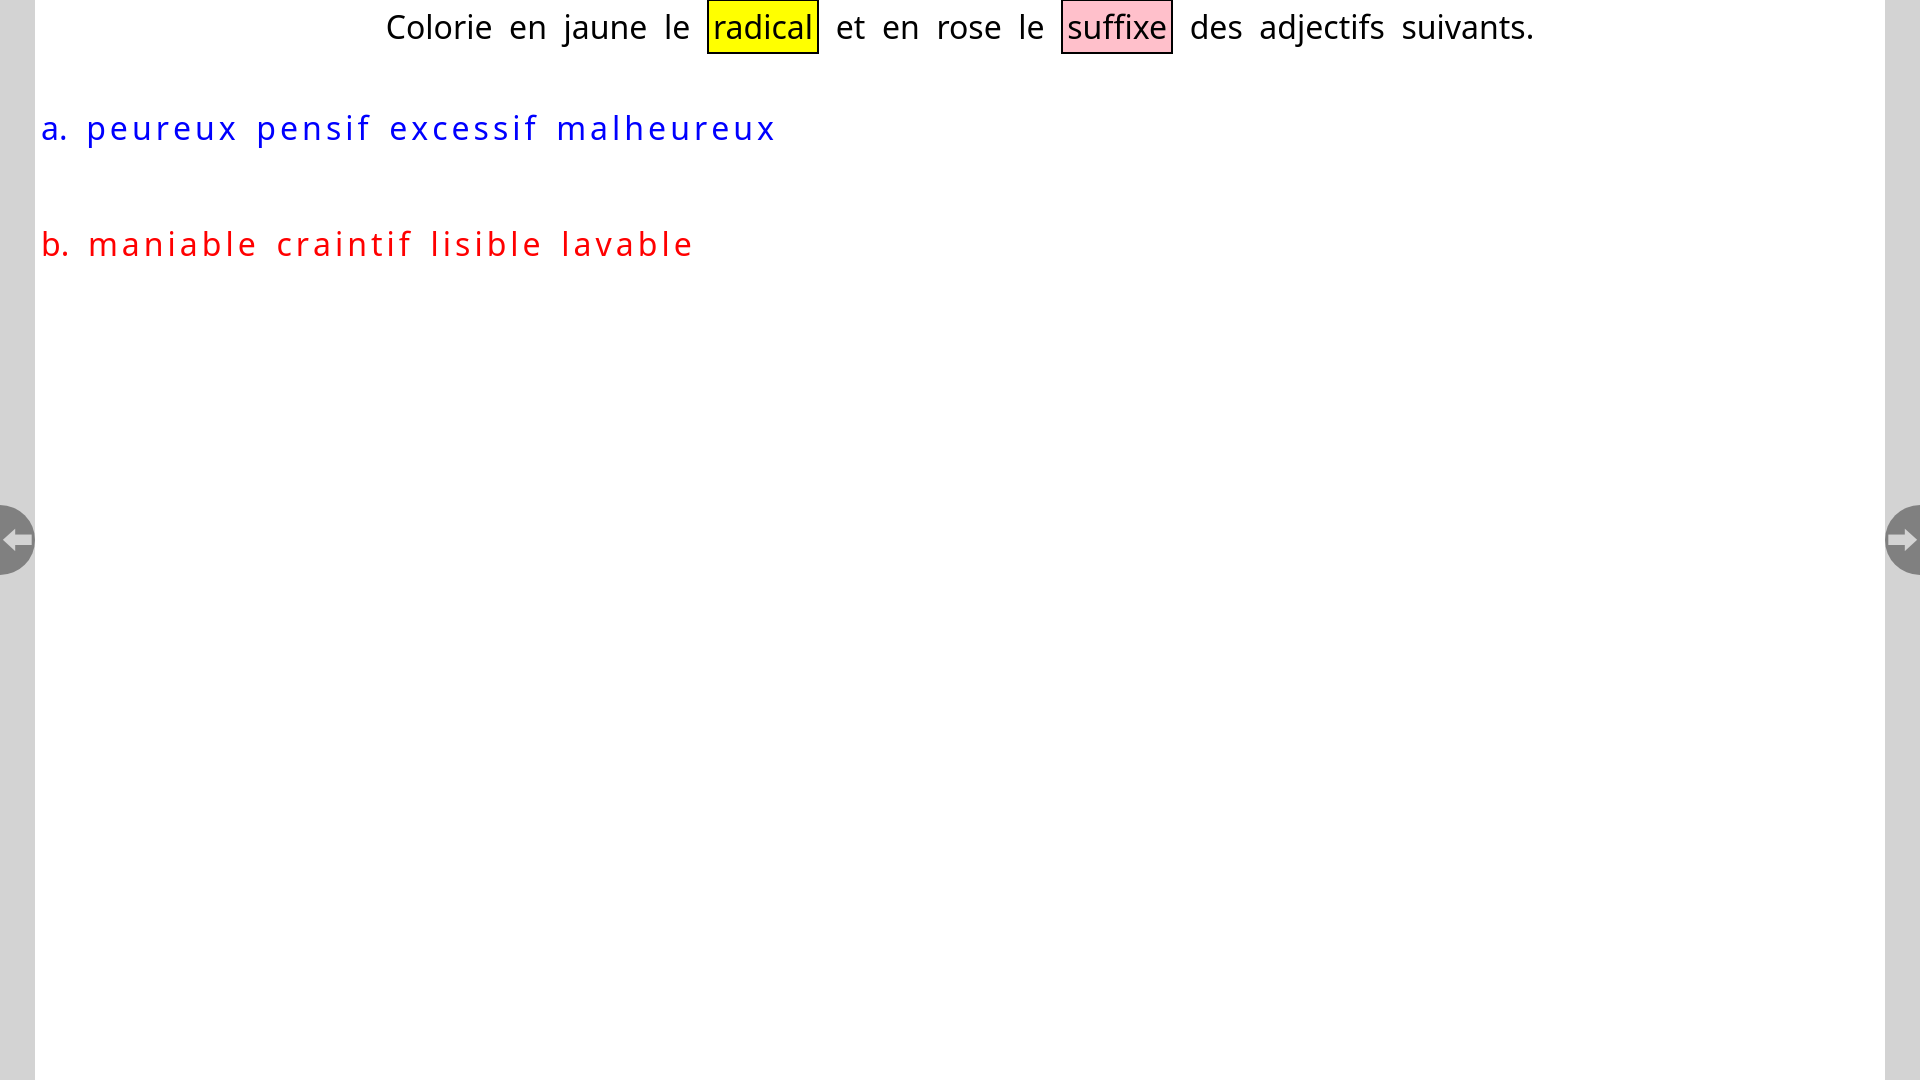 Colorie en jaune le radical et en rose le suffixe des adjectifs suivants.
a. peureux pensif excessif malheureux
b. maniable craintif lisible lavable